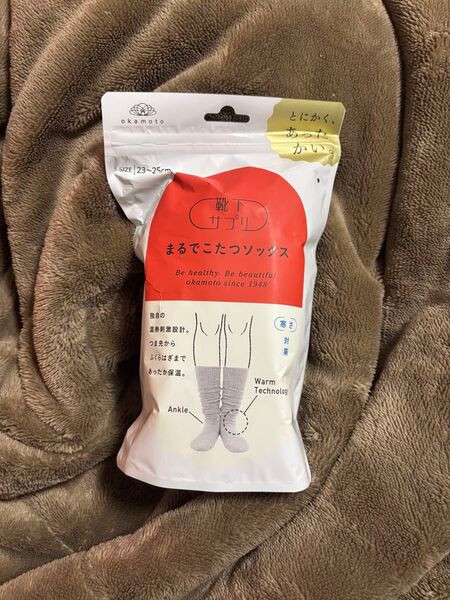 okamoto
とにかく、
あった
かい。
SIZE 23~25cm
靴下
サプリ
まるでこたつソックス
Be healthy. Be beautiful.
okamoto since 1948
独自の
温熱刺激設計。
つま先から
ふくらはぎまで
あったか保温。
寒さ
対策
Warm
Technolog
Ankle